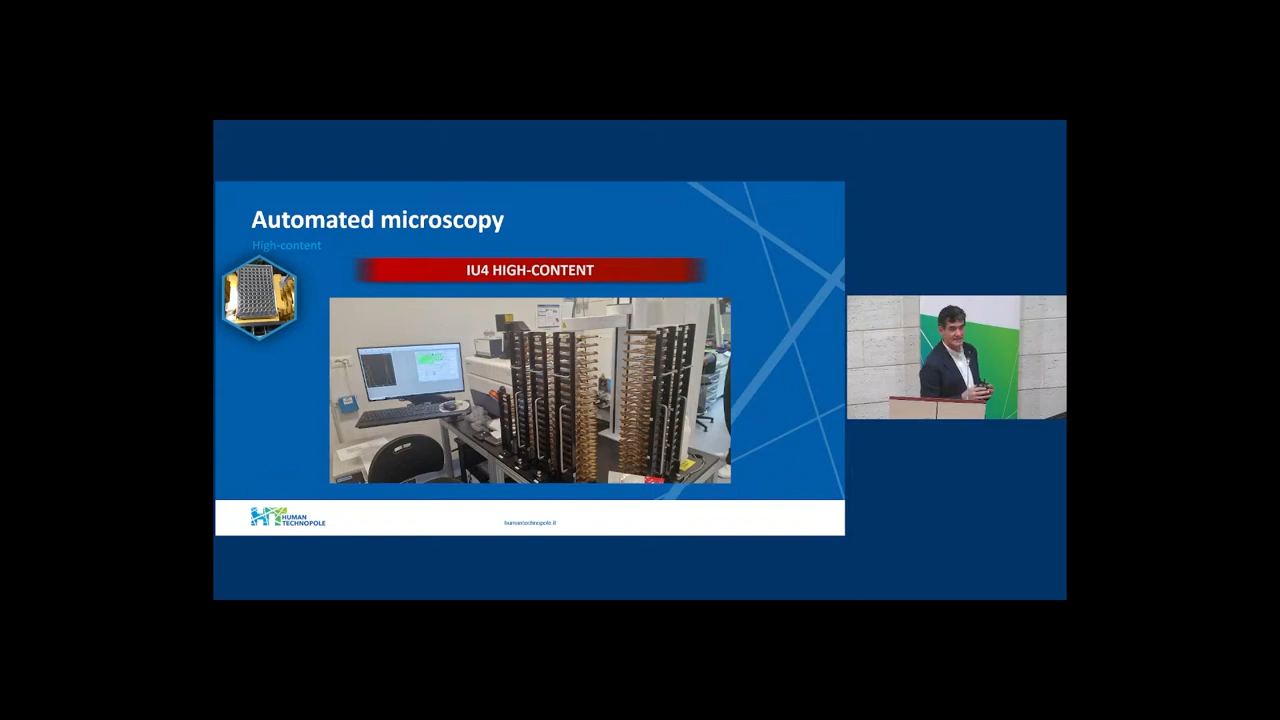 Automated microscopy
High-content
IU4 HIGH-CONTENT
HUMAN
TECHNOPOLE
humantechnopole.it